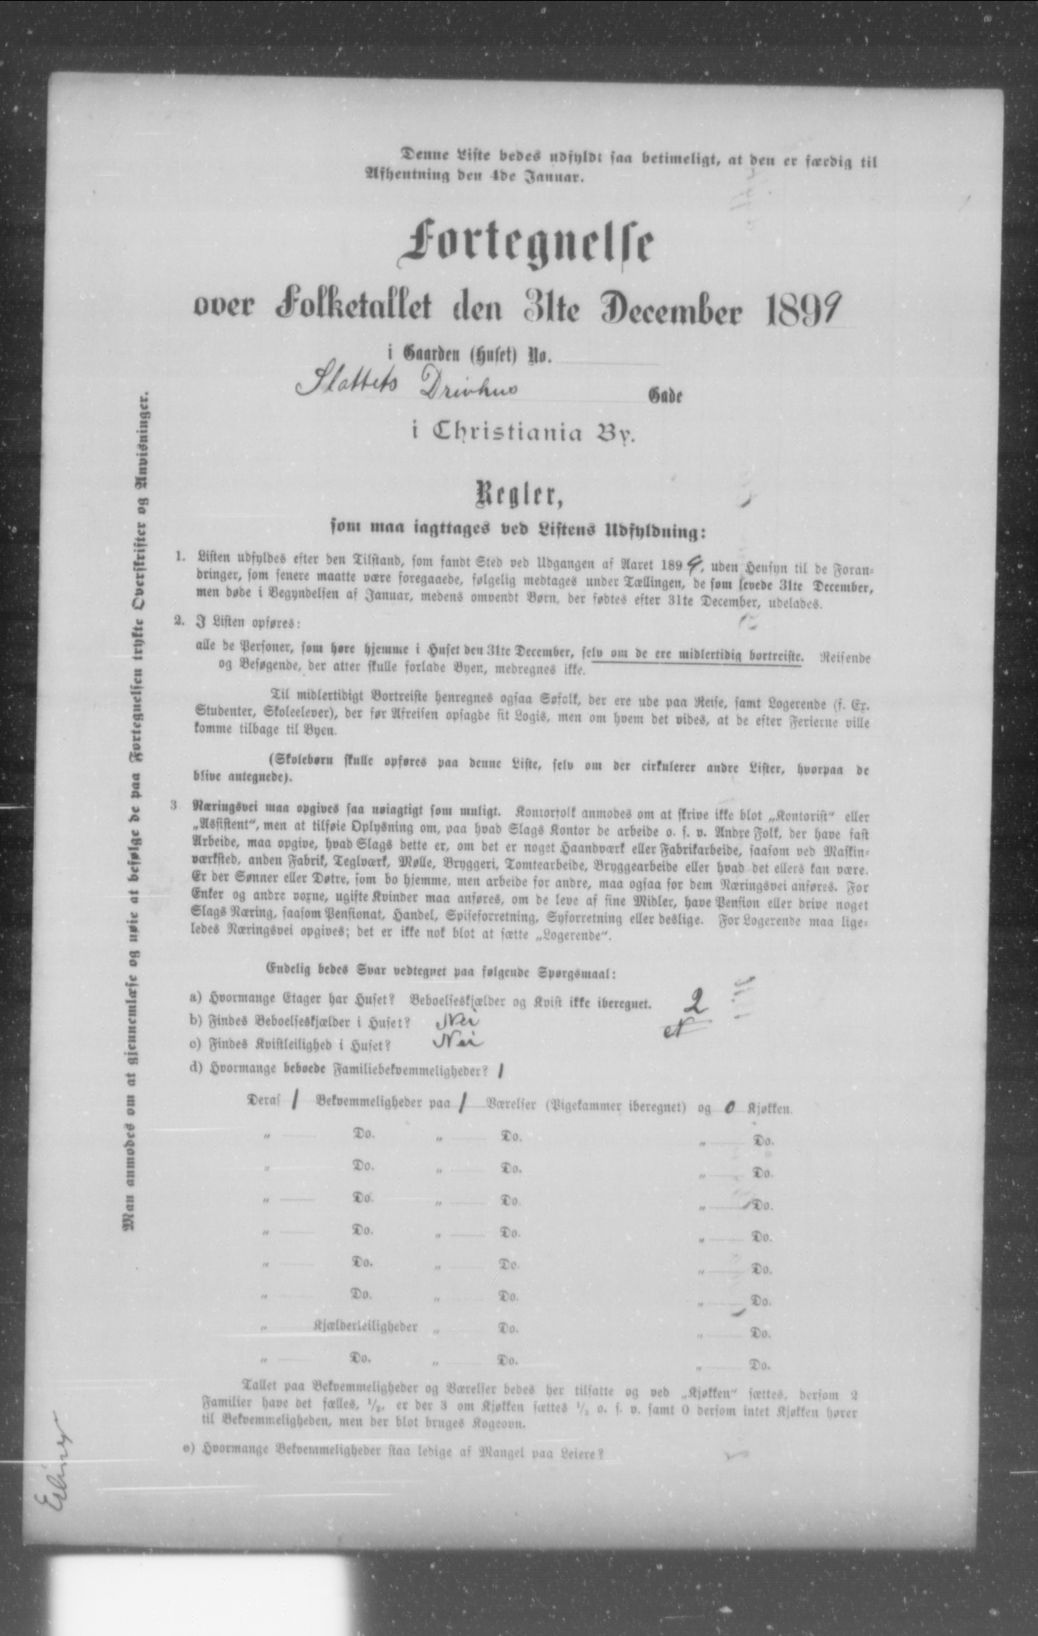 Denne Liste bedes udfyldt saa betimeligt, at den er færdig til
Afhentning den 4de Januar.
Fortegnelse
over Folketallet den 31te December 1899
i Gaarden (Huset) No.
Slottets Drivhus Gade
i Christiania By.
Regler,
som maa iagttages ved Listens Udfyldning:
1. Listen udfyldes efter den Tilstand, som fandt Sted ved Udgangen af Aaret 1899, uden Hensyn til de Foran-
dringer, som senere maatte være foregaaede, følgelig medtages under Tællingen, de som levede 31te December,
men døde i Begyndelsen af Januar, medens omvendt Børn, der fødtes efter 31te December, udelades.
2. I Listen opføres:
alle de Personer, som høre hjemme i Huset den 31te December, selv om de ere midlertidig bortreiste. Reisende
og Besøgende, der atter skulle forlade Byen, medregnes ikke.
Til midlertidigt Bortreiste henregnes ogsaa Søfolk, der ere ude paa Reise, samt Logerende (f. Ex.
Studenter, Skoleelever), der før Afreisen opsagde sit Logis, men om hvem det vides, at de efter Ferierne ville
komme tilbage til Byen.
(Skolebørn skulle opføres paa denne Liste, selv om der cirkulerer andre Lister, hvorpaa de
blive antegnede).
3 Næringsvei maa opgives saa nøiagtigt som muligt. Kontorfolk anmodes om at skrive ikke blot „Kontorist“ eller
„Assistent“, men at tilføie Oplysning om, paa hvad Slags Kontor de arbeide o. s. v. Andre Folk, der have fast
Arbeide, maa opgive, hvad Slags dette er, om det er noget Haandværk eller Fabrikarbeide, saasom ved Maskin-
værksted, anden Fabrik, Teglværk, Mølle, Bryggeri, Tomtearbeide, Bryggearbeide eller hvad det ellers kan være.
Er der Sønner eller Døtre, som bo hjemme, men arbeide for andre, maa ogsaa for dem Næringsvei anføres. For
Enker og andre voxne, ugifte Kvinder maa anføres, om de leve af sine Midler, have Pension eller drive noget
Slags Næring, saasom Pensionat, Handel, Spiseforretning, Syforretning eller deslige. For Logerende maa lige-
ledes Næringsvei opgives; det er ikke nok blot at sætte „Logerende“.
Endelig bedes Svar vedtegnet paa følgende Spørgsmaal:
a) Hvormange Etager har Huset? Beboelseskjælder og Kvist ikke iberegnet. 2
b) Findes Beboelseskjælder i Huset? Nei
c) Findes Kvistleilighed i Huset? Nei
d) Hvormange beboede Familiebekvemmeligheder? 1
Deraf 1 Bekvemmeligheder paa 1 Værelser (Pigekammer iberegnet) og 0 Kjøkken.
„ Do. „ Do. „ Do.
„ Do. „ Do. „ Do.
„ Do. „ Do. „ Do.
„ Do. „ Do. „ Do.
„ Do. „ Do. „ Do.
„ Do. „ Do. „ Do.
„ Kjælderleiligheder „ Do. „ Do.
„ Do. „ Do. „ Do.
Tallet paa Bekvemmeligheder og Værelser bedes her tilsatte og ved „Kjøkken“ sættes, dersom 2
Familier have det fælles, 1/2, er der 3 om Kjøkken sættes 1/3 o. s. v. samt 0 dersom intet Kjøkken hører
til Bekvemmeligheden, men der blot bruges Kogeovn.
e) Hvormange Bekvemmeligheder staa ledige af Mangel paa Leiere?
Man anmodes om at gjennemlæse og nøie at befølge de paa Fortegnelsen trykte Overskrifter og Anvisninger.